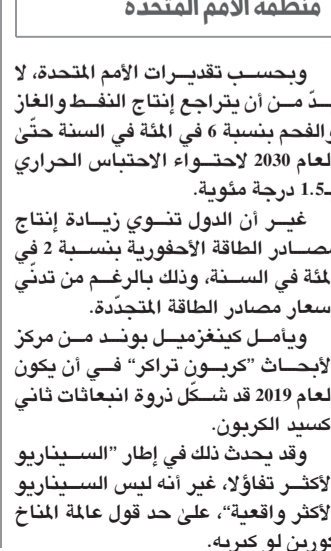 منظمة الأمم المتحدة
وبحسب تقديرات الأمم المتحدة، لا
بدّ من أن يتراجع إنتاج النفط والغاز
والفحم بنسبة 6 في المئة في السنة حتّىٰ
العام 2030 لاحتواء الاحتباس الحراري
بـ1.5 درجة مئوية.
غير أن الدول تنوي زيادة إنتاج
مصادر الطاقة الأحفورية بنسبة 2 في
المئة في السنة، وذلك بالرغم من تدنّي
أسعار مصادر الطاقة المتجدّدة.
ويأمل كينغزميل بوند من مركز
الأبحاث ”كربون تراكر“ في أن يكون
العام 2019 قد شكّل ذروة انبعاثات ثاني
أكسيد الكربون.
وقد يحدث ذلك في إطار ”السيناريو
الأكثر تفاؤلا، غير أنه ليس السيناريو
الأكثر واقعية“، علىٰ حد قول عالمة المناخ
كورين لو كيريه.